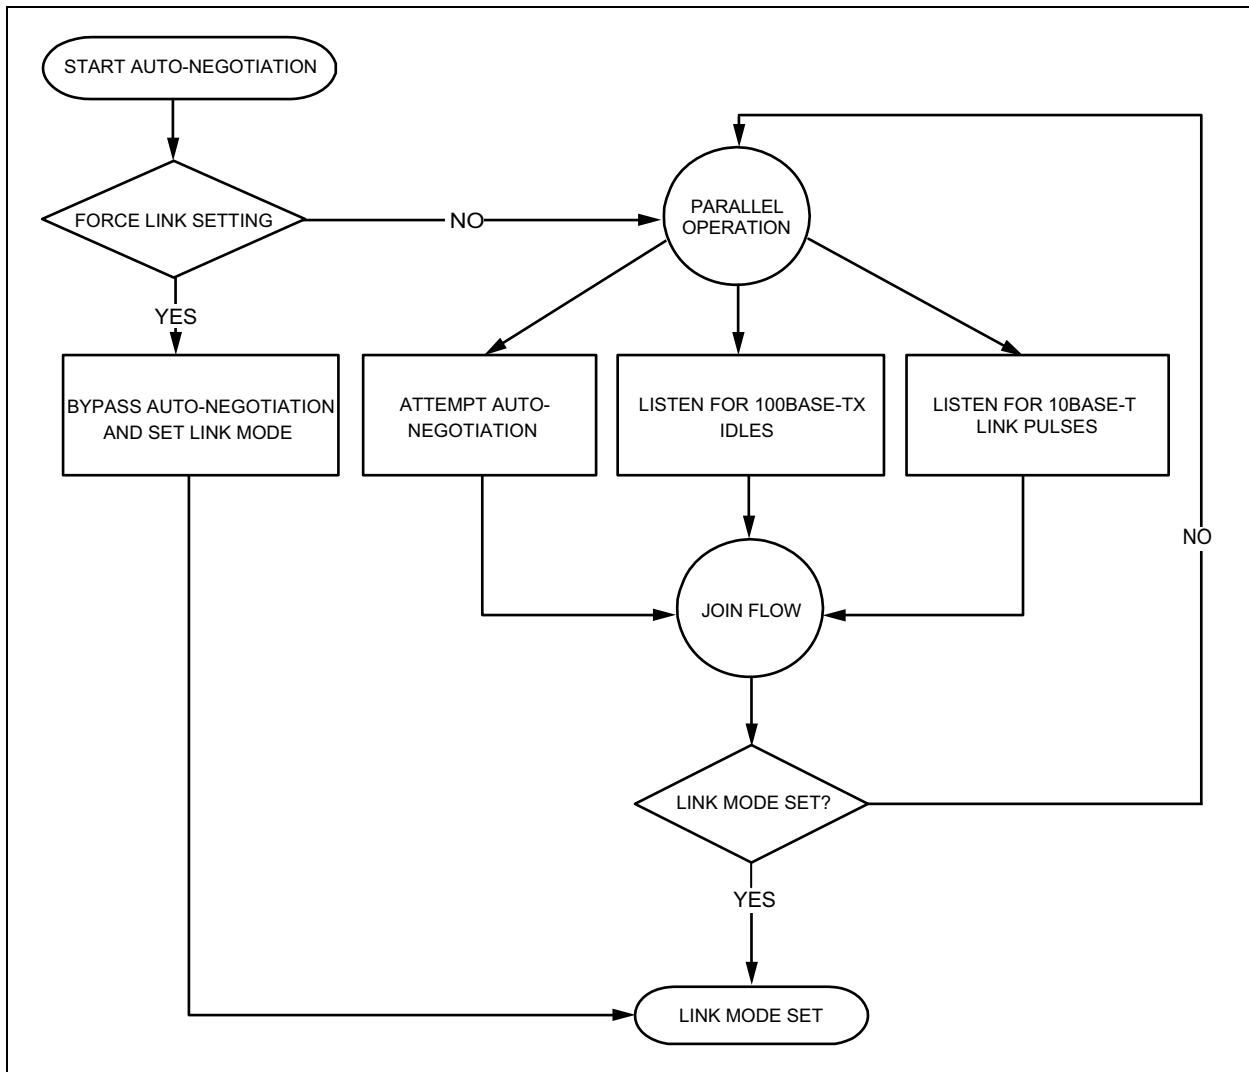 START AUTO-NEGOTIATION
FORCE LINK SETTING
NO
PARALLEL
OPERATION
YES
BYPASS AUTO-NEGOTIATION
AND SET LINK MODE
ATTEMPT AUTO-
NEGOTIATION
LISTEN FOR 100BASE-TX
IDLES
LISTEN FOR 10BASE-T
LINK PULSES
NO
JOIN FLOW
LINK MODE SET?
YES
LINK MODE SET